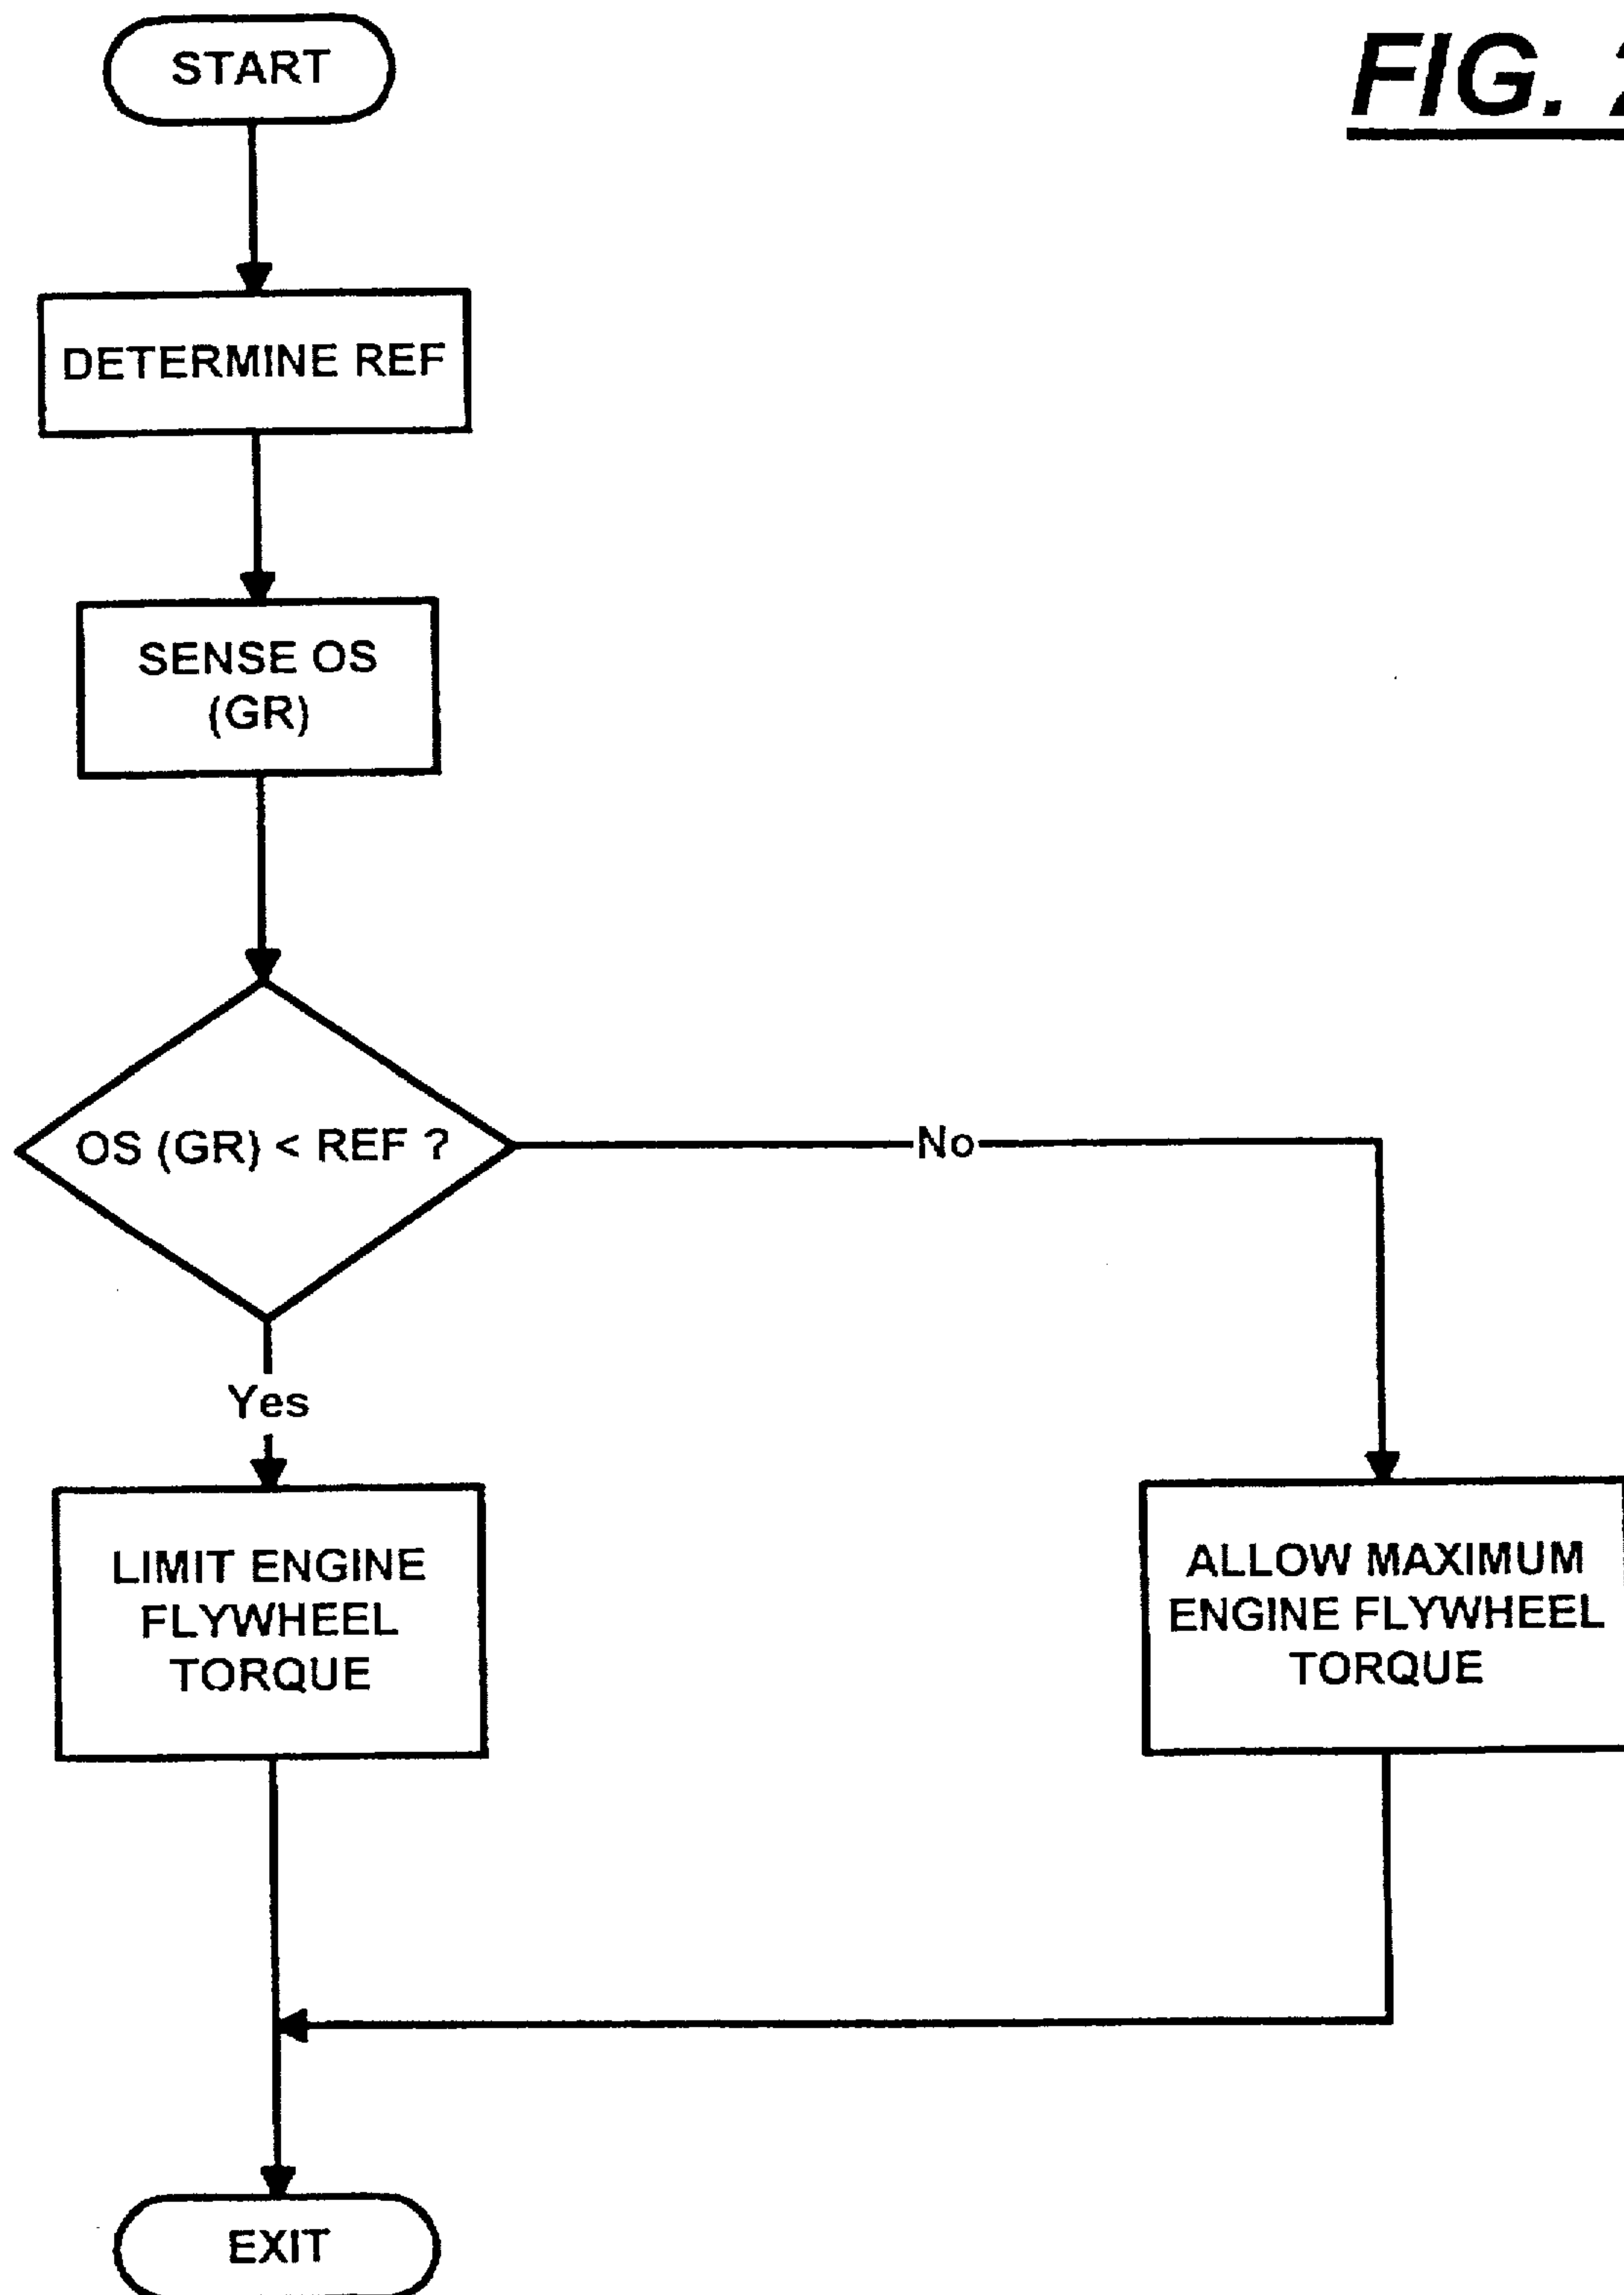 START
FIG.
DETERMINE REF
SENSE OS
(GR)
OS (GR) < REF ?
No
Yes
LIMIT ENGINE
FLYWHEEL
TORQUE
ALLOW MAXIMUM
ENGINE FLYWHEEL
TORQUE
EXIT